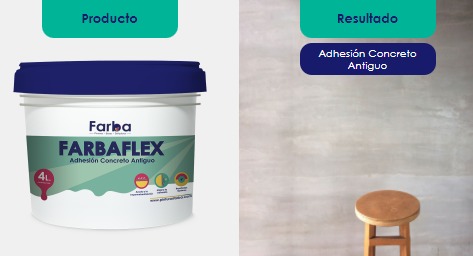 Producto
Farba
FARBAFLEX
Adhesión Concreto Antiguo
4L
Resultado
Adhesión Concreto
Antiguo